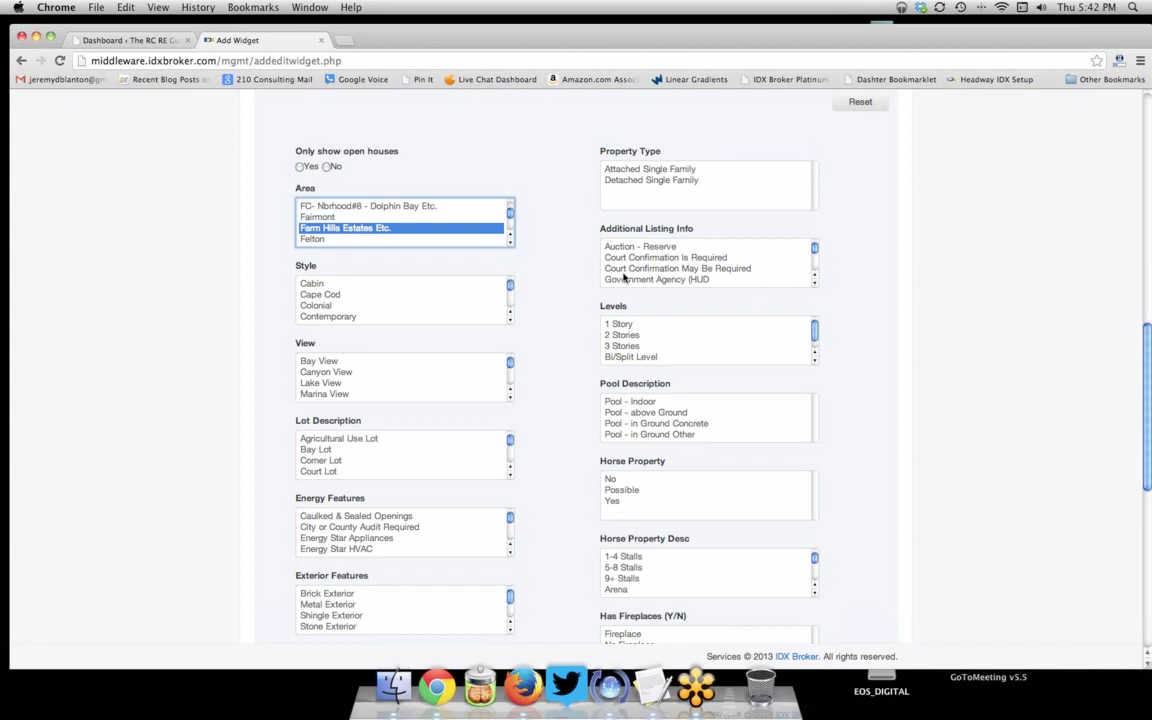 Chrome File Edit View History Bookmarks Window Help Thu 5:42 PM
Dashboard ‹ The RC RE G
Add Widget
middleware.idxbroker.com/mgmt/addeditwidget.php
jeremydblanton@gm Recent Blog Posts 210 Consulting Mail Google Voice Pin It Live Chat Dashboard Amazon.com Asso Linear Gradients IDX Broker Platinum Dashter Bookmarklet Headway IDX Setup Other Bookmarks
Reset
Only show open houses
Yes No
Area
FC- Nbrhood#8 - Dolphin Bay Etc.
Fairmont
Farm Hills Estates Etc.
Felton
Style
Cabin
Cape Cod
Colonial
Contemporary
View
Bay View
Canyon View
Lake View
Marina View
Lot Description
Agricultural Use Lot
Bay Lot
Corner Lot
Court Lot
Energy Features
Caulked & Sealed Openings
City or County Audit Required
Energy Star Appliances
Energy Star HVAC
Exterior Features
Brick Exterior
Metal Exterior
Shingle Exterior
Stone Exterior
Property Type
Attached Single Family
Detached Single Family
Additional Listing Info
Auction - Reserve
Court Confirmation Is Required
Court Confirmation May Be Required
Government Agency (HUD
Levels
1 Story
2 Stories
3 Stories
Bi/Split Level
Pool Description
Pool - Indoor
Pool - above Ground
Pool - in Ground Concrete
Pool - in Ground Other
Horse Property
No
Possible
Yes
Horse Property Desc
1-4 Stalls
5-8 Stalls
9+ Stalls
Arena
Has Fireplaces (Y/N)
Fireplace
Services © 2013 IDX Broker. All rights reserved.
EOS_DIGITAL
GoToMeeting v5.5